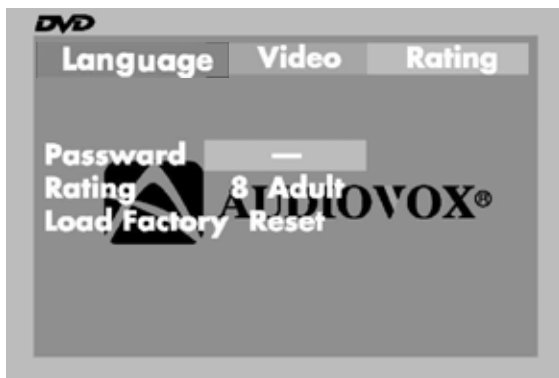 DVD
Language Video Rating
Passward —
Rating 8 Adult
Load Factory Reset
AUDIOVOX®